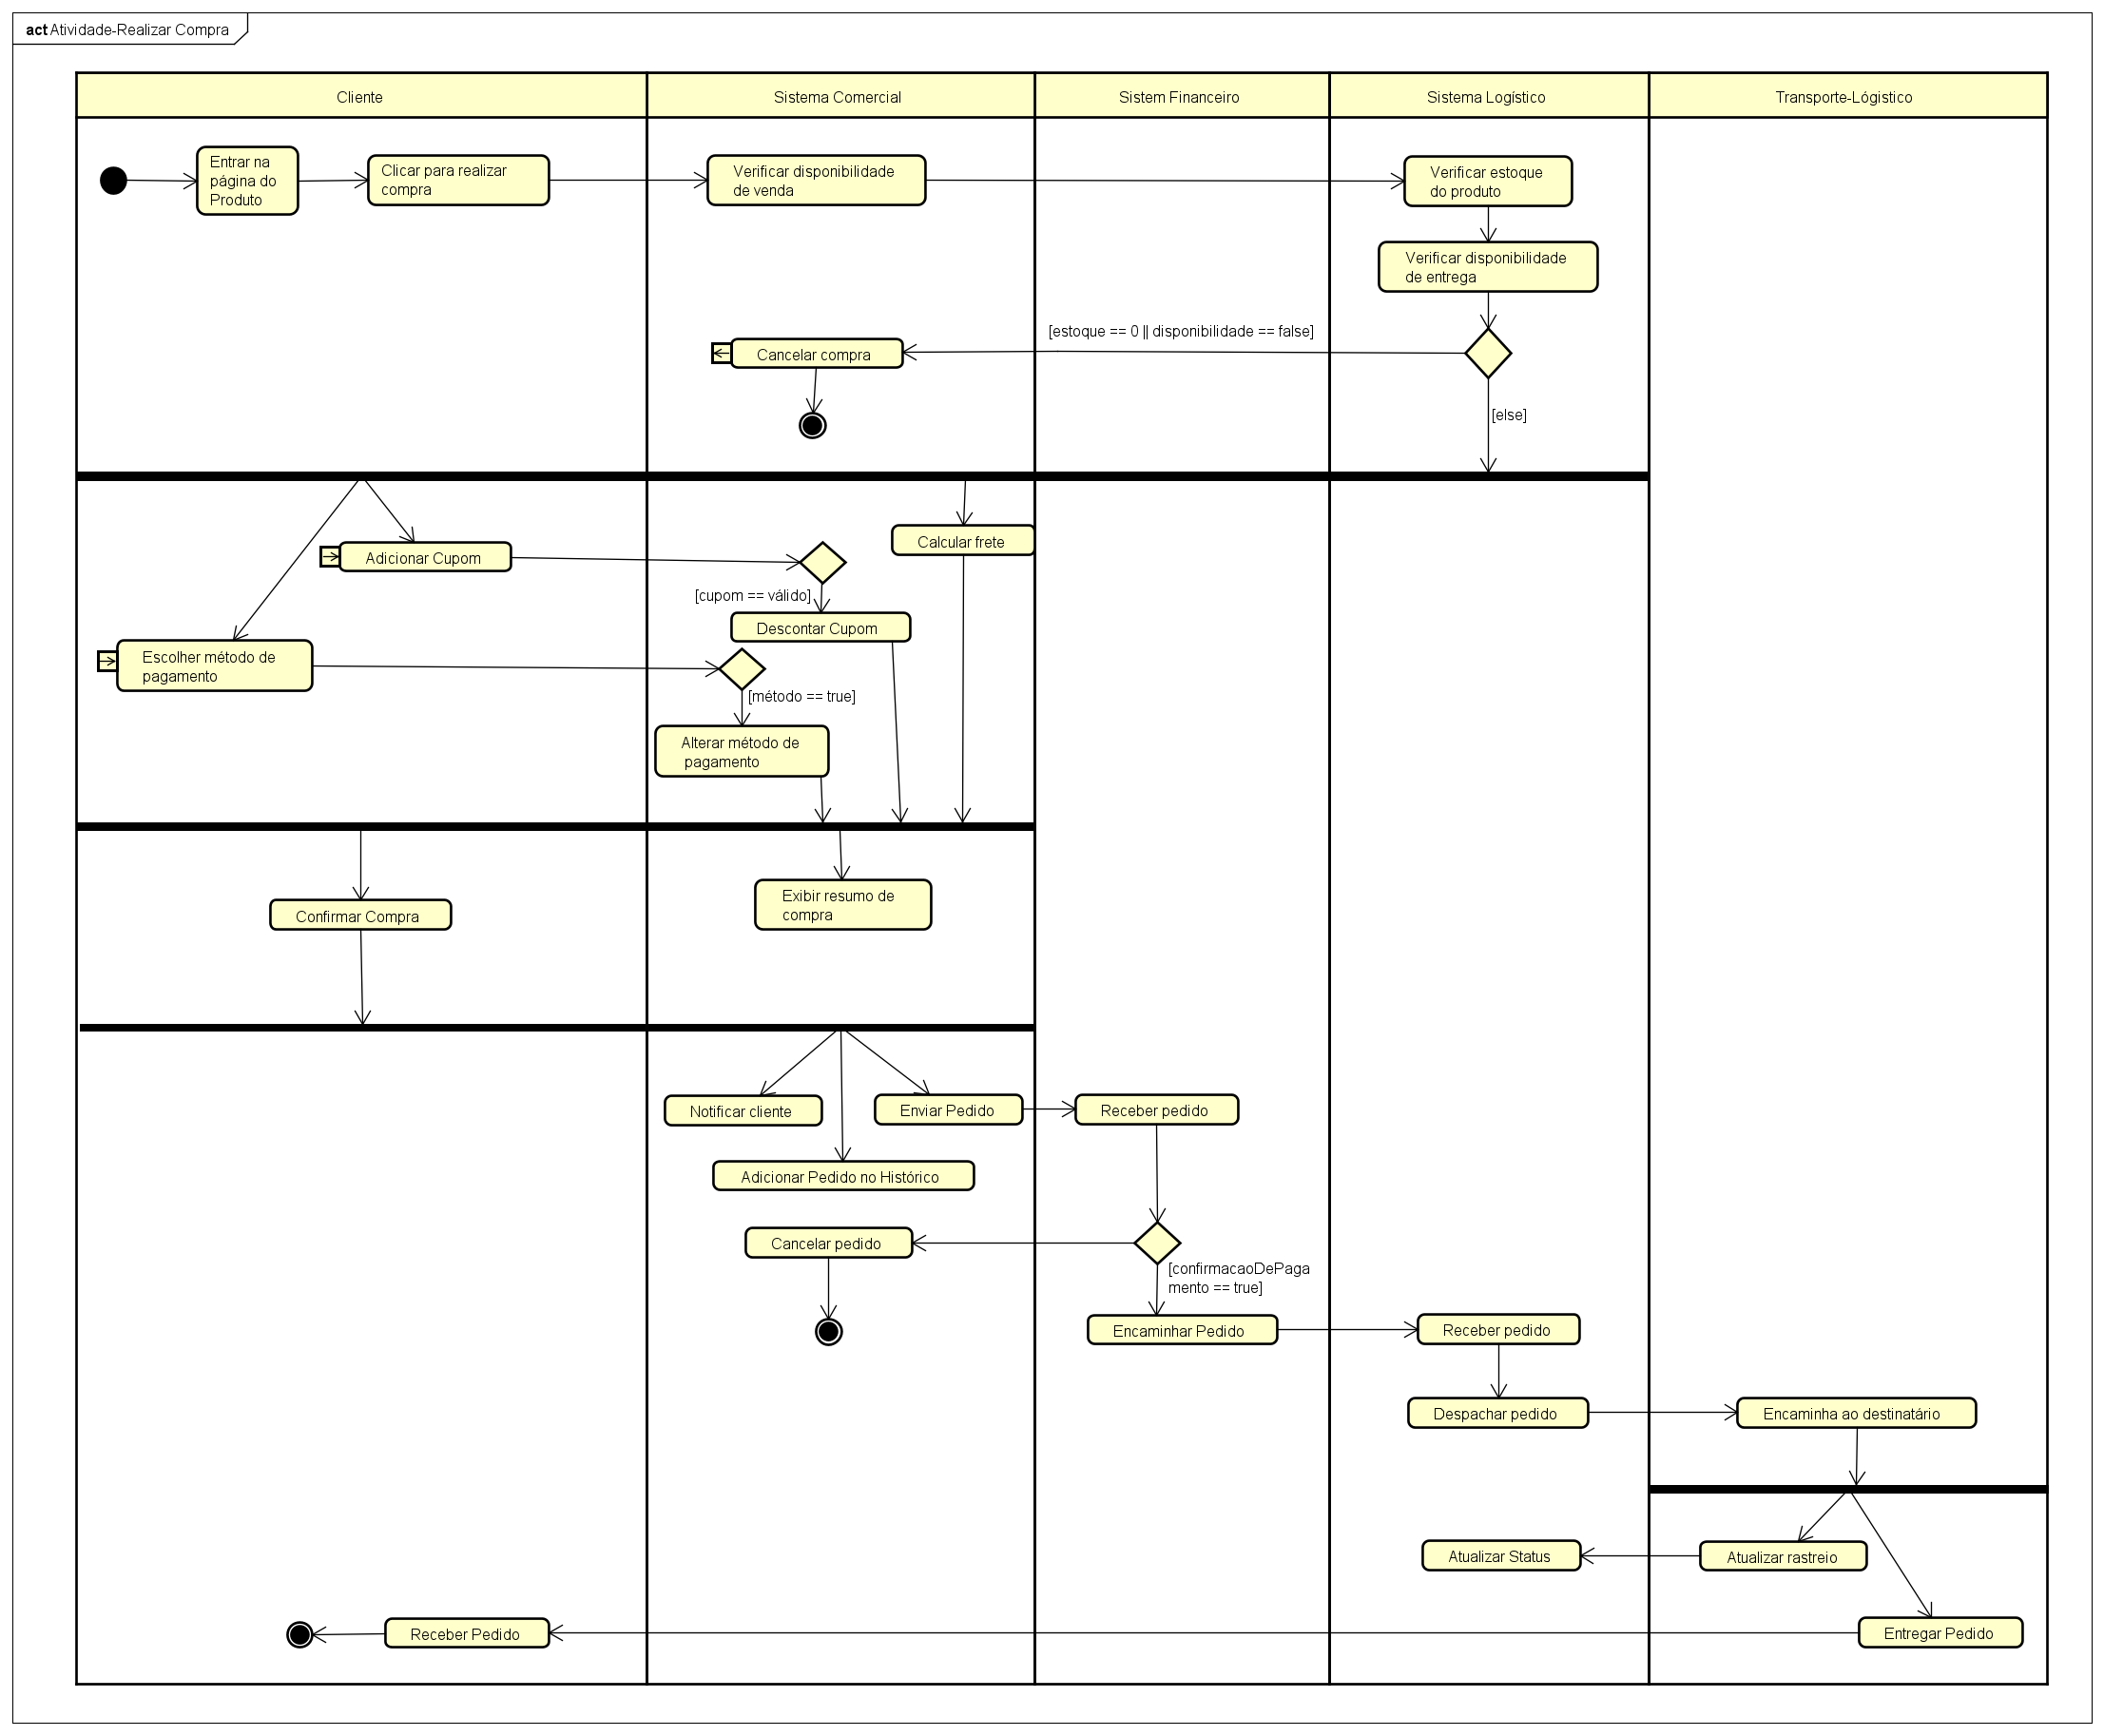 act Atividade-Realizar Compra
Cliente
Sistema Comercial
Sistem Financeiro
Sistema Logístico
Transporte-Lógistico
Entrar na
página do
Produto
Clicar para realizar
compra
Verificar disponibilidade
de venda
Verificar estoque
do produto
Verificar disponibilidade
de entrega
[estoque == 0 || disponibilidade == false]
Cancelar compra
[else]
Calcular frete
Adicionar Cupom
[cupom == válido]
Descontar Cupom
Escolher método de
pagamento
[método == true]
Alterar método de
pagamento
Exibir resumo de
compra
Confirmar Compra
Notificar cliente
Enviar Pedido
Receber pedido
Adicionar Pedido no Histórico
Cancelar pedido
[confirmacaoDePaga
mento == true]
Encaminhar Pedido
Receber pedido
Despachar pedido
Encaminha ao destinatário
Atualizar Status
Atualizar rastreio
Receber Pedido
Entregar Pedido